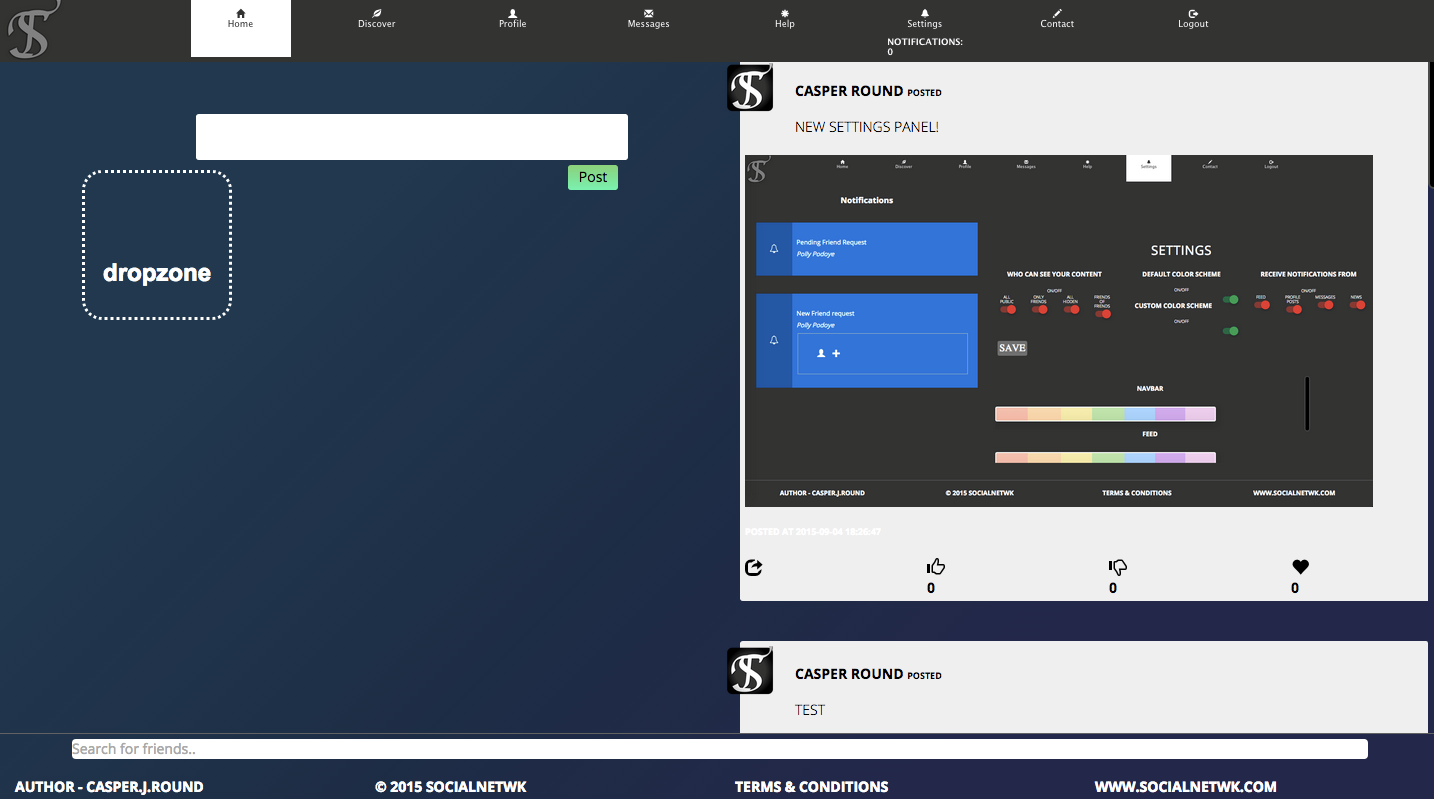 Home
Discover
Profile
Messages
Help
Settings
Contact
Logout
NOTIFICATIONS:
0
Post
dropzone
CASPER ROUND POSTED
NEW SETTINGS PANEL!
Home
Discover
Profile
Messages
Help
Settings
Contact
Logout
Notifications
Pending Friend Request
Polly Podoye
New Friend request
Polly Podoye
SETTINGS
WHO CAN SEE YOUR CONTENT
ON/OFF
ALL
PUBLIC
ONLY
FRIENDS
ALL
HIDDEN
FRIENDS
OF
FRIENDS
DEFAULT COLOR SCHEME
ON/OFF
CUSTOM COLOR SCHEME
ON/OFF
RECEIVE NOTIFICATIONS FROM
ON/OFF
FEED
PROFILE
POSTS
MESSAGES
NEWS
SAVE
NAVBAR
FEED
AUTHOR - CASPER.J.ROUND
© 2015 SOCIALNETWK
TERMS & CONDITIONS
WWW.SOCIALNETWK.COM
POSTED AT 2015-09-04 18:26:47
0
0
0
CASPER ROUND POSTED
TEST
Search for friends..
AUTHOR - CASPER.J.ROUND
© 2015 SOCIALNETWK
TERMS & CONDITIONS
WWW.SOCIALNETWK.COM